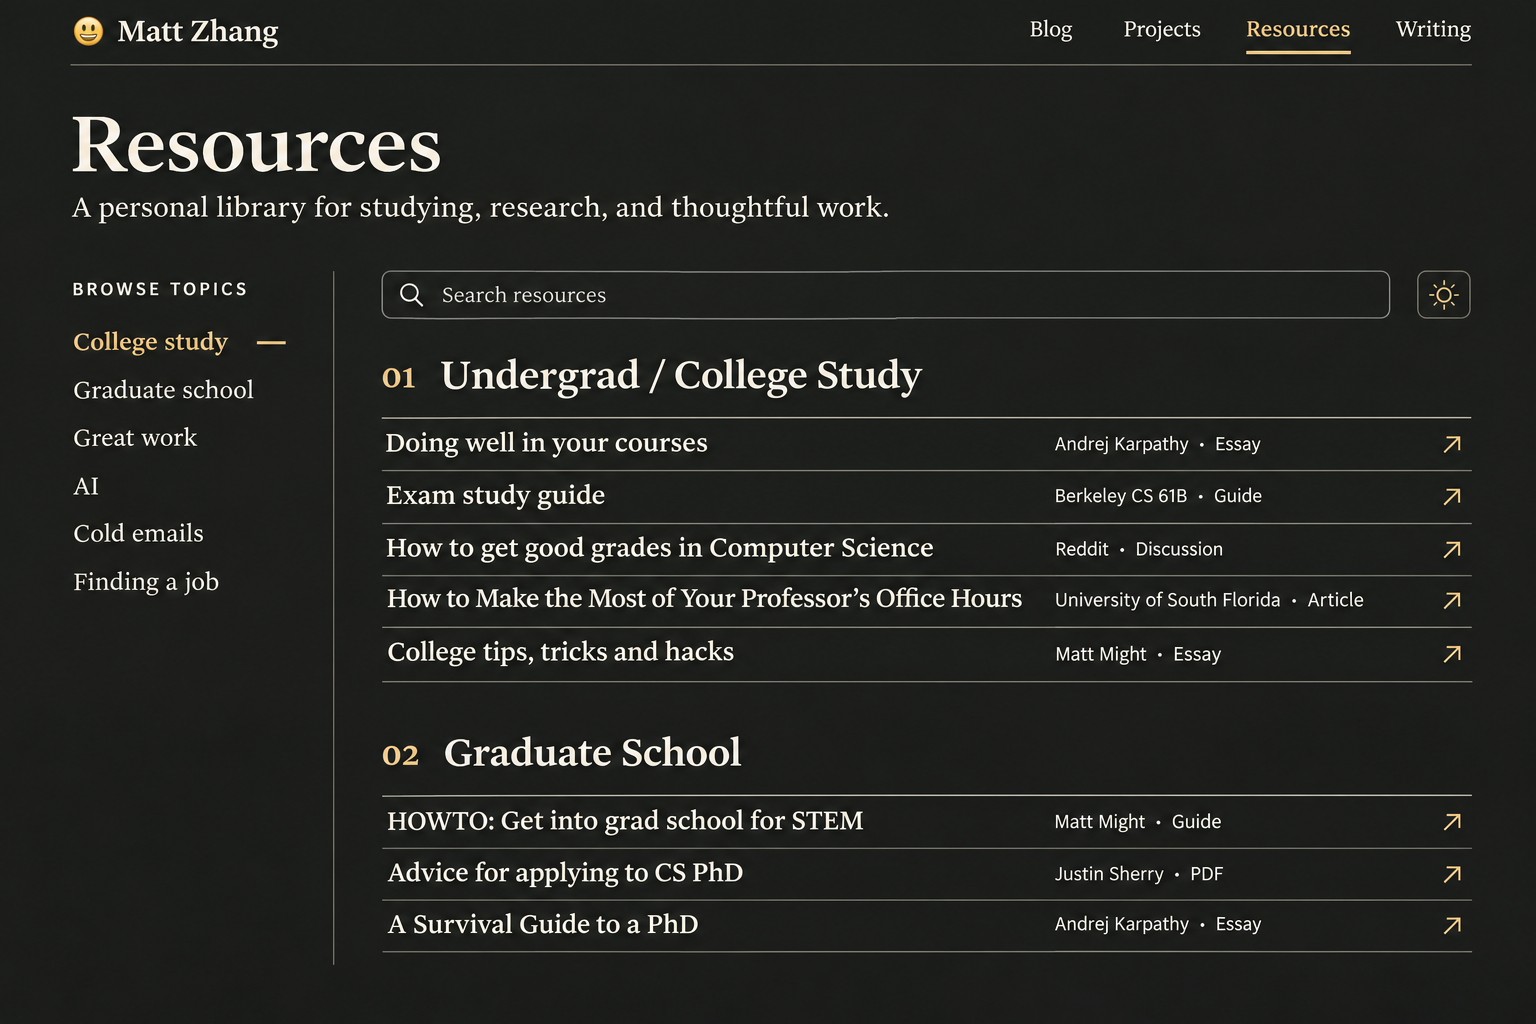 😃 Matt Zhang
Blog Projects Resources Writing
Resources
A personal library for studying, research, and thoughtful work.
BROWSE TOPICS
College study —
Graduate school
Great work
AI
Cold emails
Finding a job
Search resources
01 Undergrad / College Study
Doing well in your courses Andrej Karpathy • Essay
Exam study guide Berkeley CS 61B • Guide
How to get good grades in Computer Science Reddit • Discussion
How to Make the Most of Your Professor’s Office Hours University of South Florida • Article
College tips, tricks and hacks Matt Might • Essay
02 Graduate School
HOWTO: Get into grad school for STEM Matt Might • Guide
Advice for applying to CS PhD Justin Sherry • PDF
A Survival Guide to a PhD Andrej Karpathy • Essay